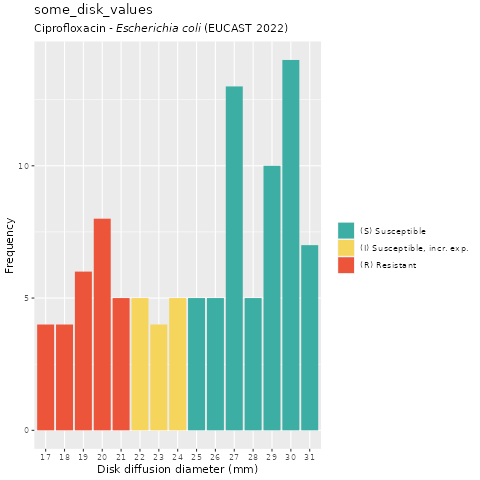 some_disk_values
Ciprofloxacin - Escherichia coli (EUCAST 2022)
Frequency
10
5
0
17 18 19 20 21 22 23 24 25 26 27 28 29 30 31
Disk diffusion diameter (mm)
(S) Susceptible
(I) Susceptible, incr. exp.
(R) Resistant